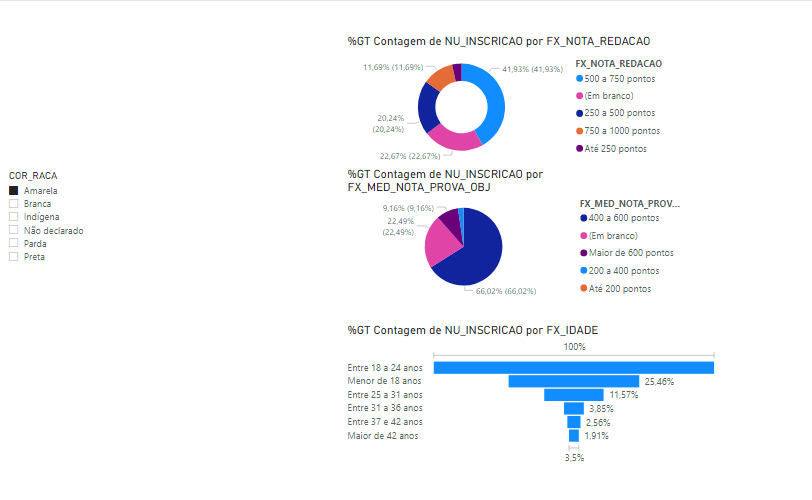 %GT Contagem de NU_INSCRICAO por FX_NOTA_REDACAO
11,69% (11,69%)
41,93% (41,93%)
20,24%
(20,24%)
22,67% (22,67%)
FX_NOTA_REDACAO
500 a 750 pontos
(Em branco)
250 a 500 pontos
750 a 1000 pontos
Até 250 pontos
COR_RACA
Amarela
Branca
Indígena
Não declarado
Parda
Preta
%GT Contagem de NU_INSCRICAO por
FX_MED_NOTA_PROVA_OBJ
9,16% (9,16%)
22,49%
(22,49%)
66,02% (66,02%)
FX_MED_NOTA_PROV...
400 a 600 pontos
(Em branco)
Maior de 600 pontos
200 a 400 pontos
Até 200 pontos
%GT Contagem de NU_INSCRICAO por FX_IDADE
100%
Entre 18 a 24 anos
Menor de 18 anos 25,46%
Entre 25 a 31 anos 11,57%
Entre 31 a 36 anos 3,85%
Entre 37 e 42 anos 2,56%
Maior de 42 anos 1,91%
3,5%